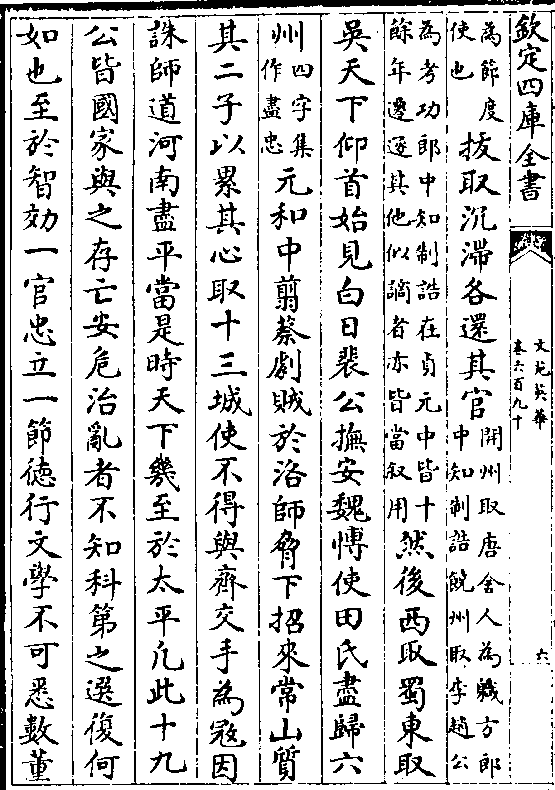 欽定四庫全書
文苑英華
卷六百九十
六
為節度
使也
拔取沉滯各還其官
開州取唐舍人為職方郎
中知制誥饒州取李趙公
為考功郎中知制誥在貞元中皆十
餘年遷逐其他似謫者亦皆當叙用
然後西取蜀東取
吳天下仰首始見白日裴公撫安魏愽使田氏盡歸六
州
四字集
作盡忠
元和中翦蔡劇賊於洛師脅下招來常山質
其二子以累其心取十三城使不得與齊交手為冦因
誅師道河南盡平當是時天下㡬至於太平凡此十九
公皆國家與之存亡安危治亂者不知科第之選復何
如也至於智効一官忠立一節徳行文學不可悉數董